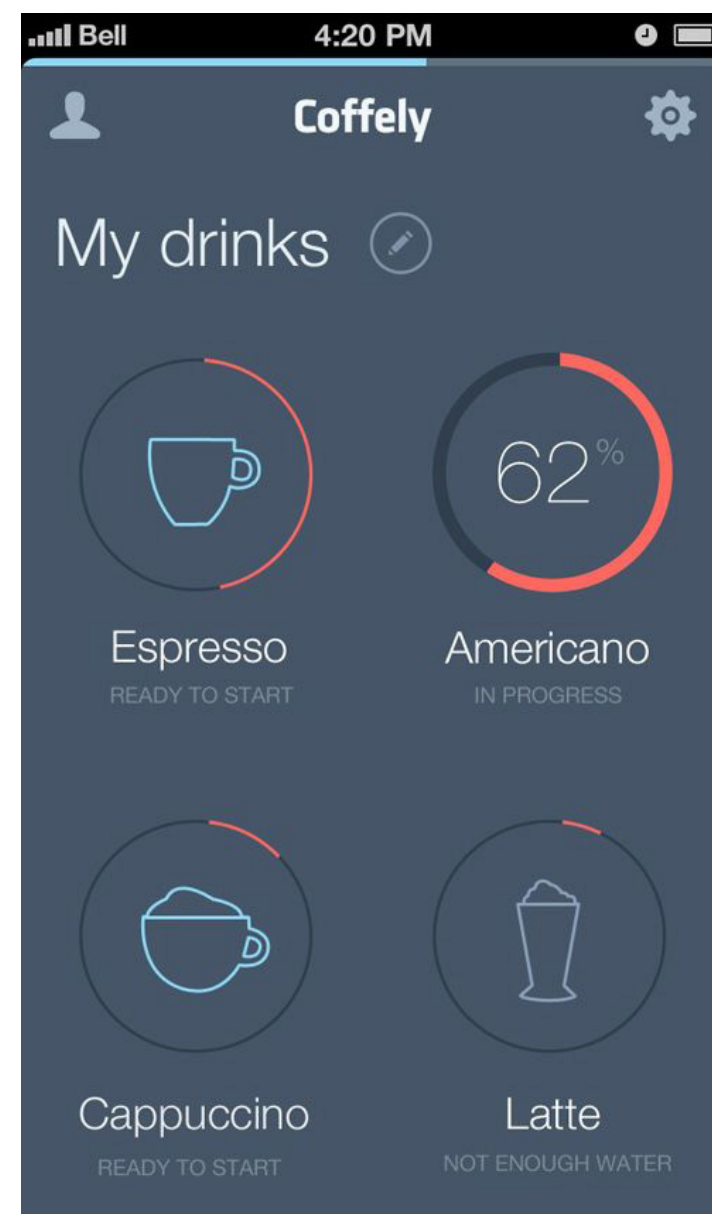 Bell 4:20 PM
Coffely
My drinks
62%
Espresso
READY TO START
Americano
IN PROGRESS
Cappuccino
READY TO START
Latte
NOT ENOUGH WATER